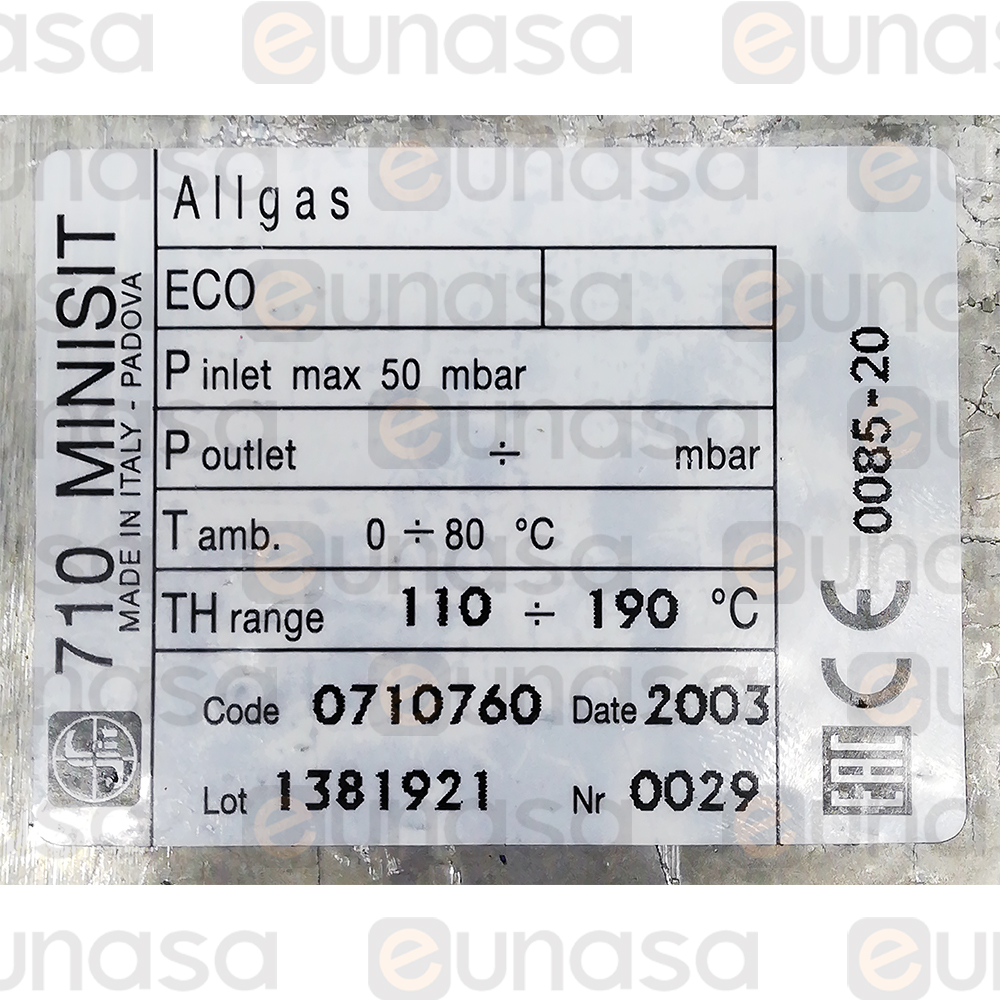 710 MINISIT
MADE IN ITALY - PADOVA
Allgas
ECO
P inlet max 50 mbar
P outlet ÷ mbar
T amb. 0 ÷ 80 °C
TH range 110 ÷ 190 °C
Code 0710760 Date 2003
Lot 1381921 Nr 0029
0085-20
CE
EAC
eunasa